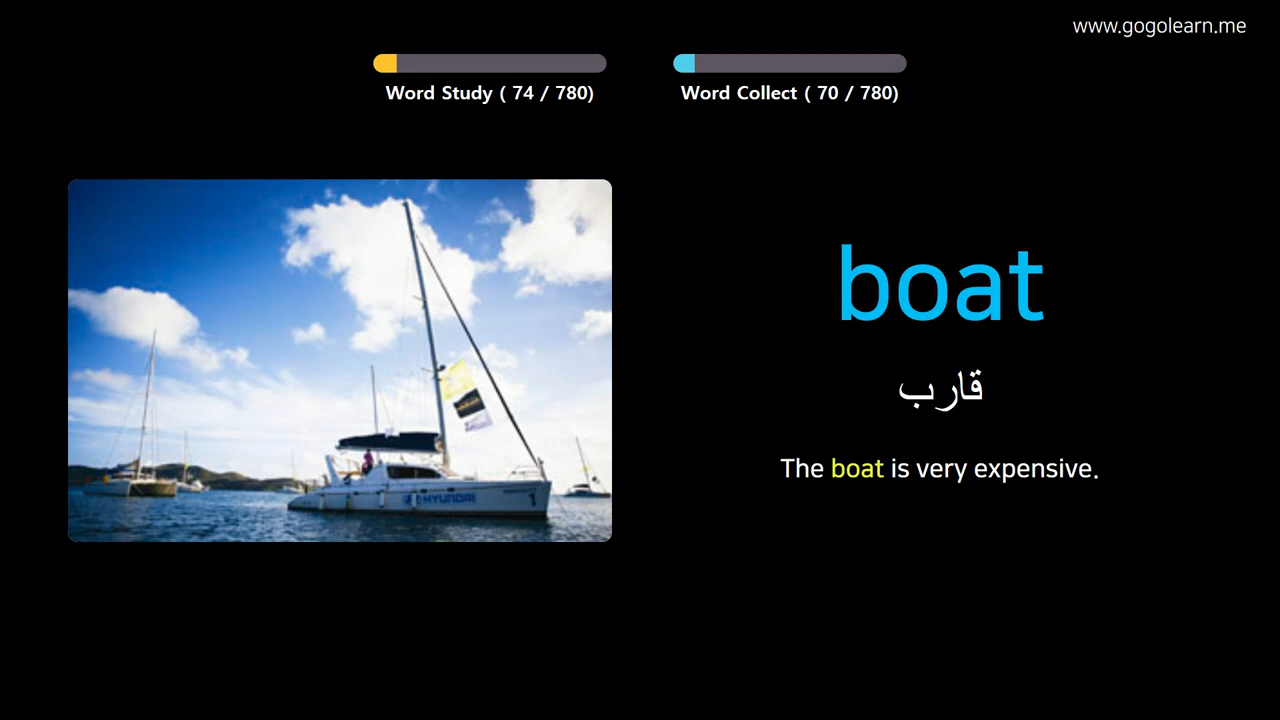 www.gogolearn.me
Word Study ( 74 / 780)
Word Collect ( 70 / 780)
boat
قارب
The boat is very expensive.
HYUNDAI
1